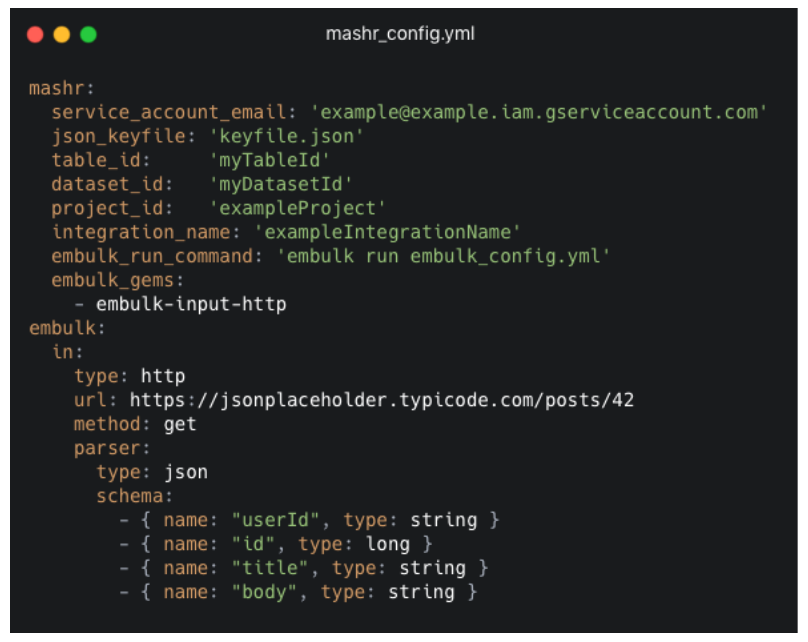 mashr_config.yml
mashr:
  service_account_email: 'example@example.iam.gserviceaccount.com'
  json_keyfile: 'keyfile.json'
  table_id:     'myTableId'
  dataset_id:   'myDatasetId'
  project_id:   'exampleProject'
  integration_name: 'exampleIntegrationName'
  embulk_run_command: 'embulk run embulk_config.yml'
  embulk_gems:
    - embulk-input-http
embulk:
  in:
    type: http
    url: https://jsonplaceholder.typicode.com/posts/42
    method: get
    parser:
      type: json
      schema:
        - { name: "userId", type: string }
        - { name: "id", type: long }
        - { name: "title", type: string }
        - { name: "body", type: string }